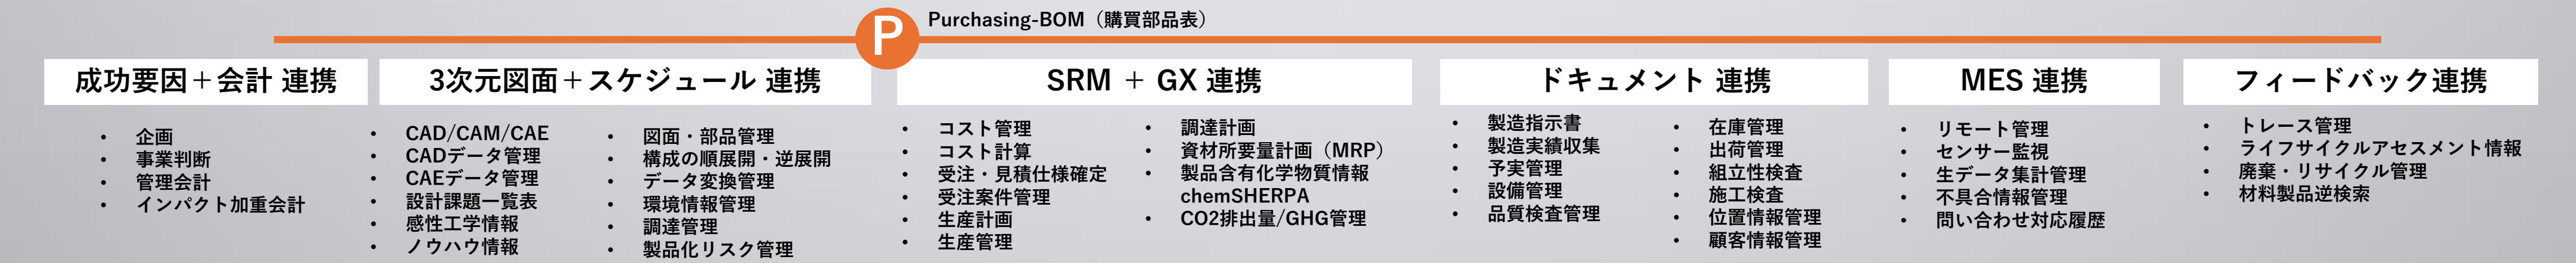 P
Purchasing-BOM（購買部品表）
成功要因＋会計 連携
• 企画
• 事業判断
• 管理会計
• インパクト加重会計
3次元図面＋スケジュール 連携
• CAD/CAM/CAE
• CADデータ管理
• CAEデータ管理
• 設計課題一覧表
• 感性工学情報
• ノウハウ情報
• 図面・部品管理
• 構成の順展開・逆展開
• データ変換管理
• 環境情報管理
• 調達管理
• 製品化リスク管理
SRM ＋ GX 連携
• コスト管理
• コスト計算
• 受注・見積仕様確定
• 受注案件管理
• 生産計画
• 生産管理
• 調達計画
• 資材所要量計画（MRP）
• 製品含有化学物質情報
chemSHERPA
• CO2排出量/GHG管理
ドキュメント 連携
• 製造指示書
• 製造実績収集
• 予実管理
• 設備管理
• 品質検査管理
• 在庫管理
• 出荷管理
• 組立性検査
• 施工検査
• 位置情報管理
• 顧客情報管理
MES 連携
• リモート管理
• センサー監視
• 生データ集計管理
• 不具合情報管理
• 問い合わせ対応履歴
フィードバック連携
• トレース管理
• ライフサイクルアセスメント情報
• 廃棄・リサイクル管理
• 材料製品逆検索